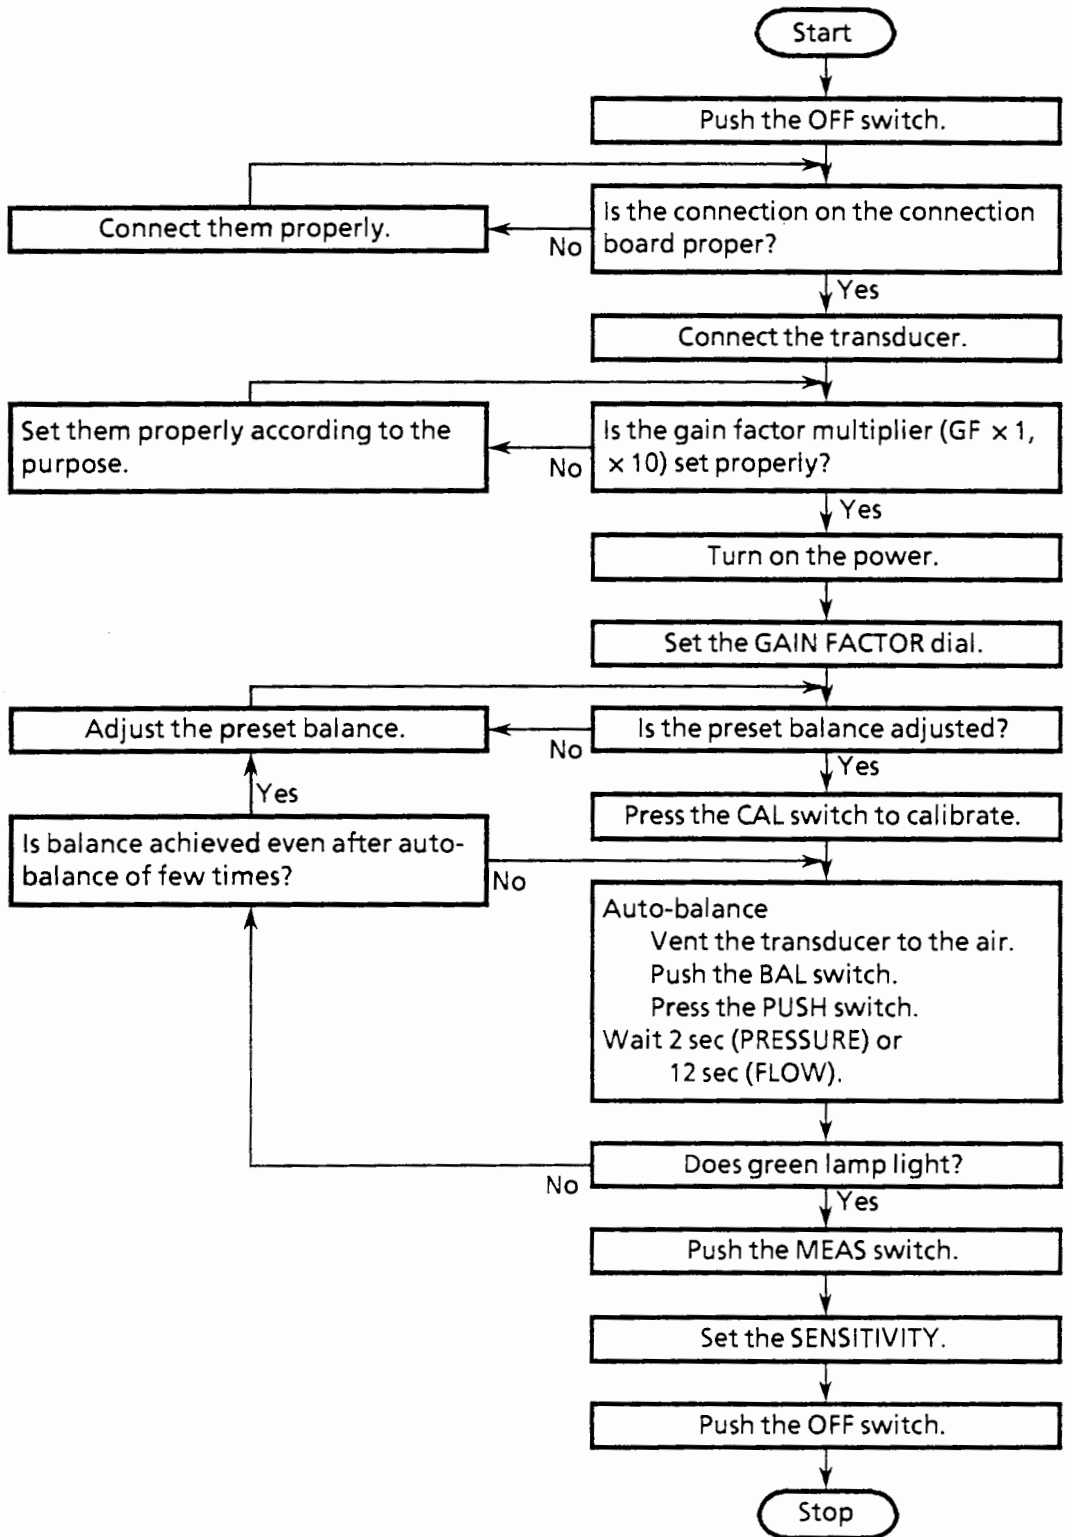 Start
Push the OFF switch.
Is the connection on the connection
board proper?
No
Connect them properly.
Yes
Connect the transducer.
Is the gain factor multiplier (GF × 1,
× 10) set properly?
No
Set them properly according to the
purpose.
Yes
Turn on the power.
Set the GAIN FACTOR dial.
Is the preset balance adjusted?
No
Adjust the preset balance.
Yes
Press the CAL switch to calibrate.
Yes
Is balance achieved even after auto-
balance of few times?
No
Auto-balance
Vent the transducer to the air.
Push the BAL switch.
Press the PUSH switch.
Wait 2 sec (PRESSURE) or
12 sec (FLOW).
Does green lamp light?
No
Yes
Push the MEAS switch.
Set the SENSITIVITY.
Push the OFF switch.
Stop